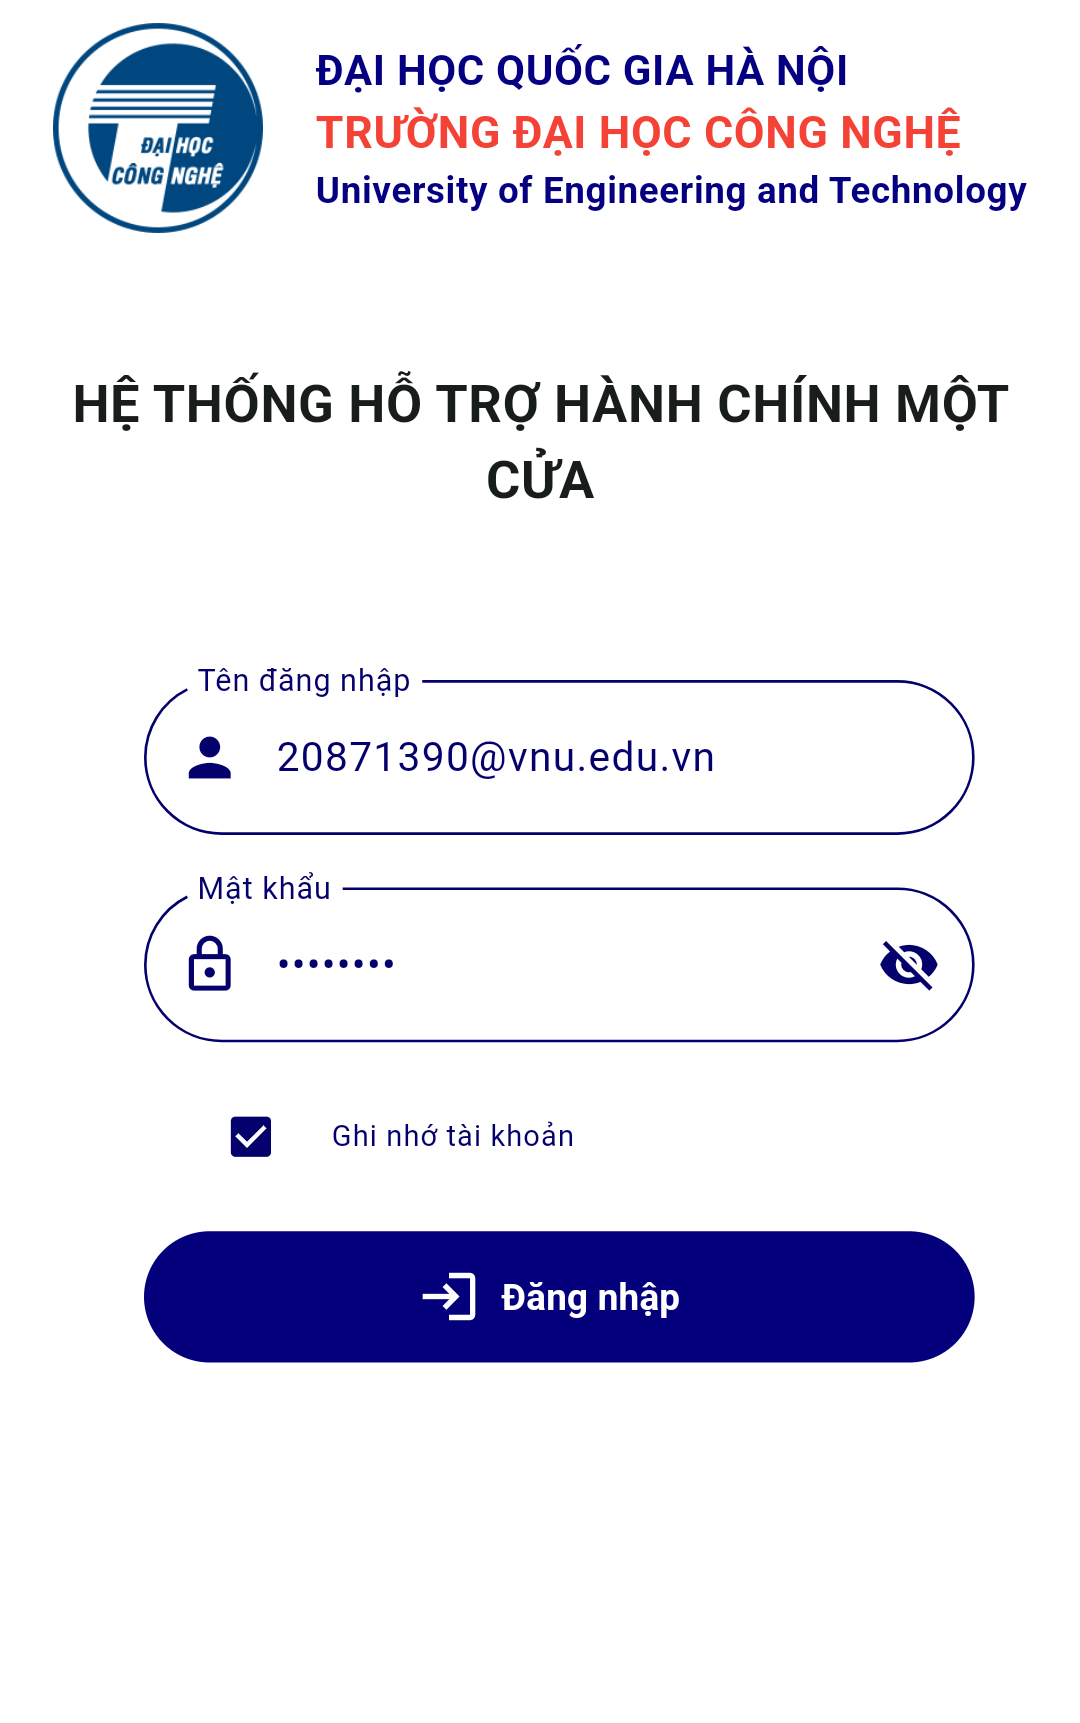 ĐẠI HỌC
CÔNG NGHỆ
ĐẠI HỌC QUỐC GIA HÀ NỘI
TRƯỜNG ĐẠI HỌC CÔNG NGHỆ
University of Engineering and Technology
HỆ THỐNG HỖ TRỢ HÀNH CHÍNH MỘT
CỬA
Tên đăng nhập
20871390@vnu.edu.vn
Mật khẩu
••••••••
Ghi nhớ tài khoản
Đăng nhập